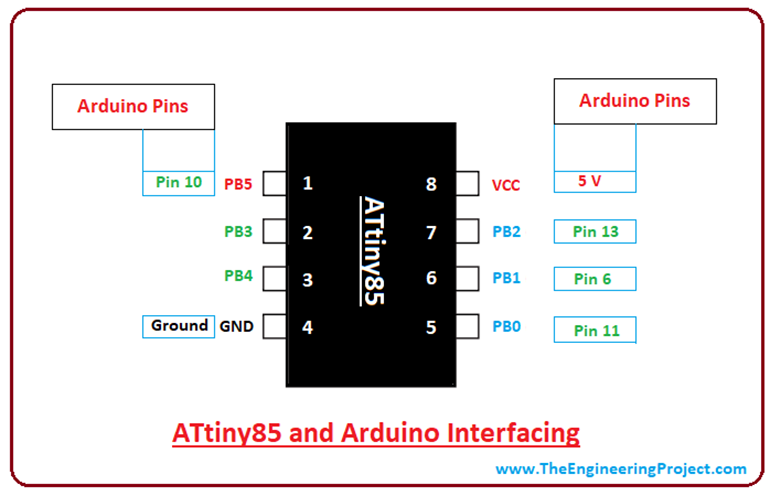 Arduino Pins
Arduino Pins
Pin 10 PB5 1 8 VCC 5 V
PB3 2 7 PB2 Pin 13
PB4 3 6 PB1 Pin 6
Ground GND 4 5 PB0 Pin 11
ATtiny85
ATtiny85 and Arduino Interfacing
www.TheEngineeringProject.com